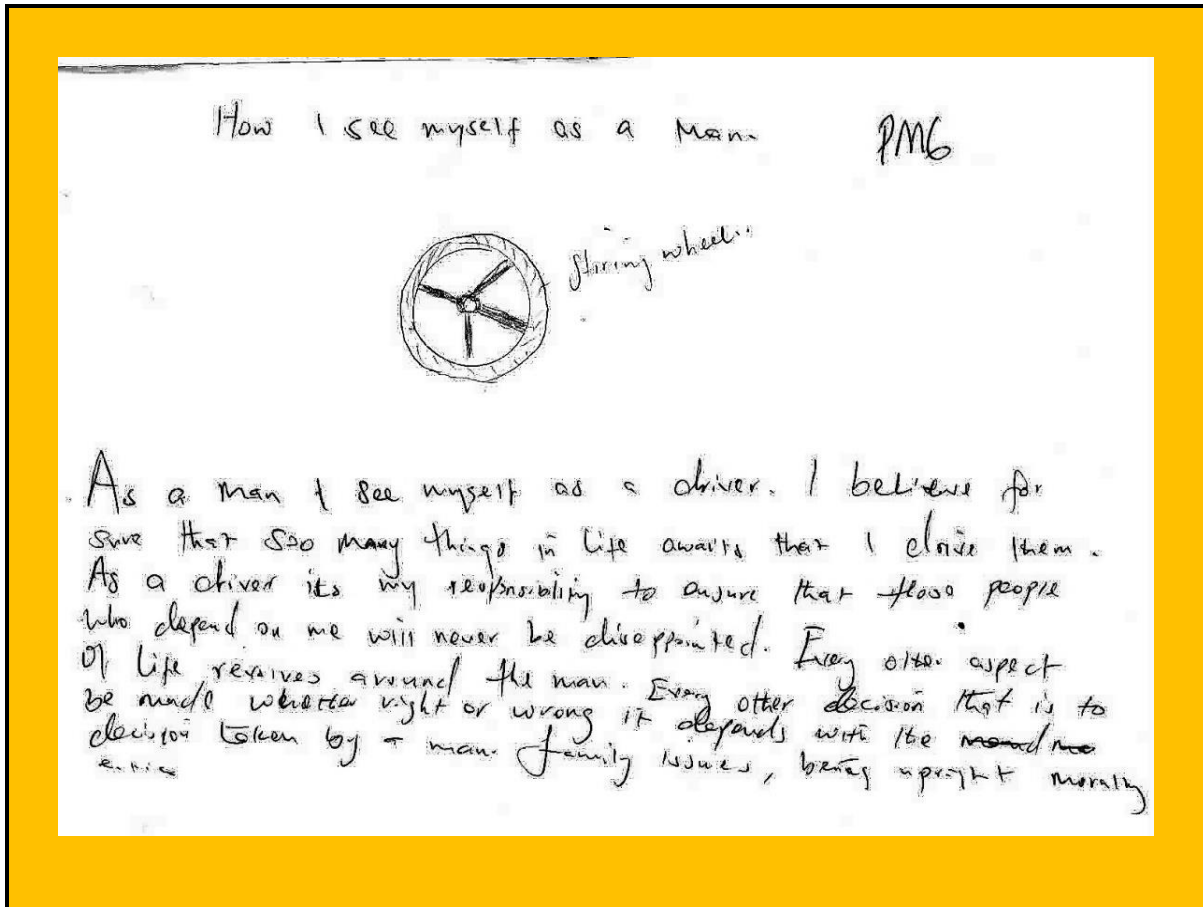 How I see myself as a Man.
PM6
Stiring wheel..
As a man I see myself as a driver. I believe for
sure that soo many things in life awaits that I drive them.
As a driver its my responsibility to ensure that those people
who depend on me will never be disappointed. Every other aspect
of life revolves around the man. Every other decision that is to
be made whether right or wrong it depends with the
decision taken by a man. family issues, being upright morally